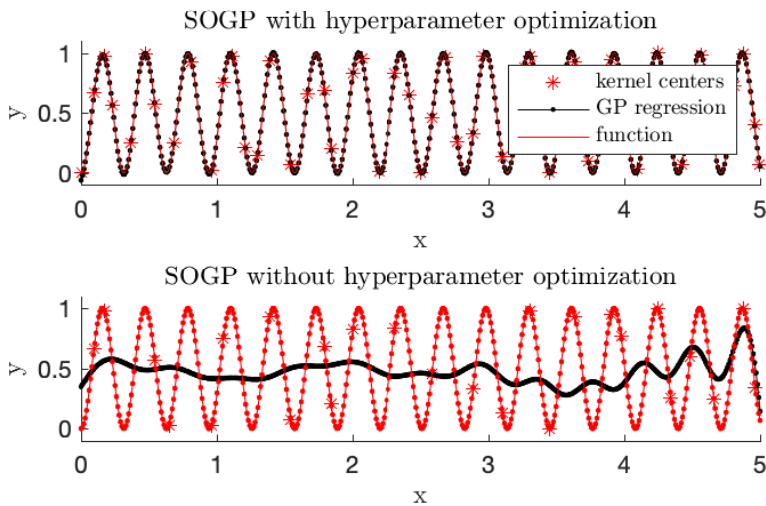 SOGP with hyperparameter optimization
1
0.5
0
y
kernel centers
GP regression
function
0 1 2 3 4 5
x
SOGP without hyperparameter optimization
1
0.5
0
y
0 1 2 3 4 5
x